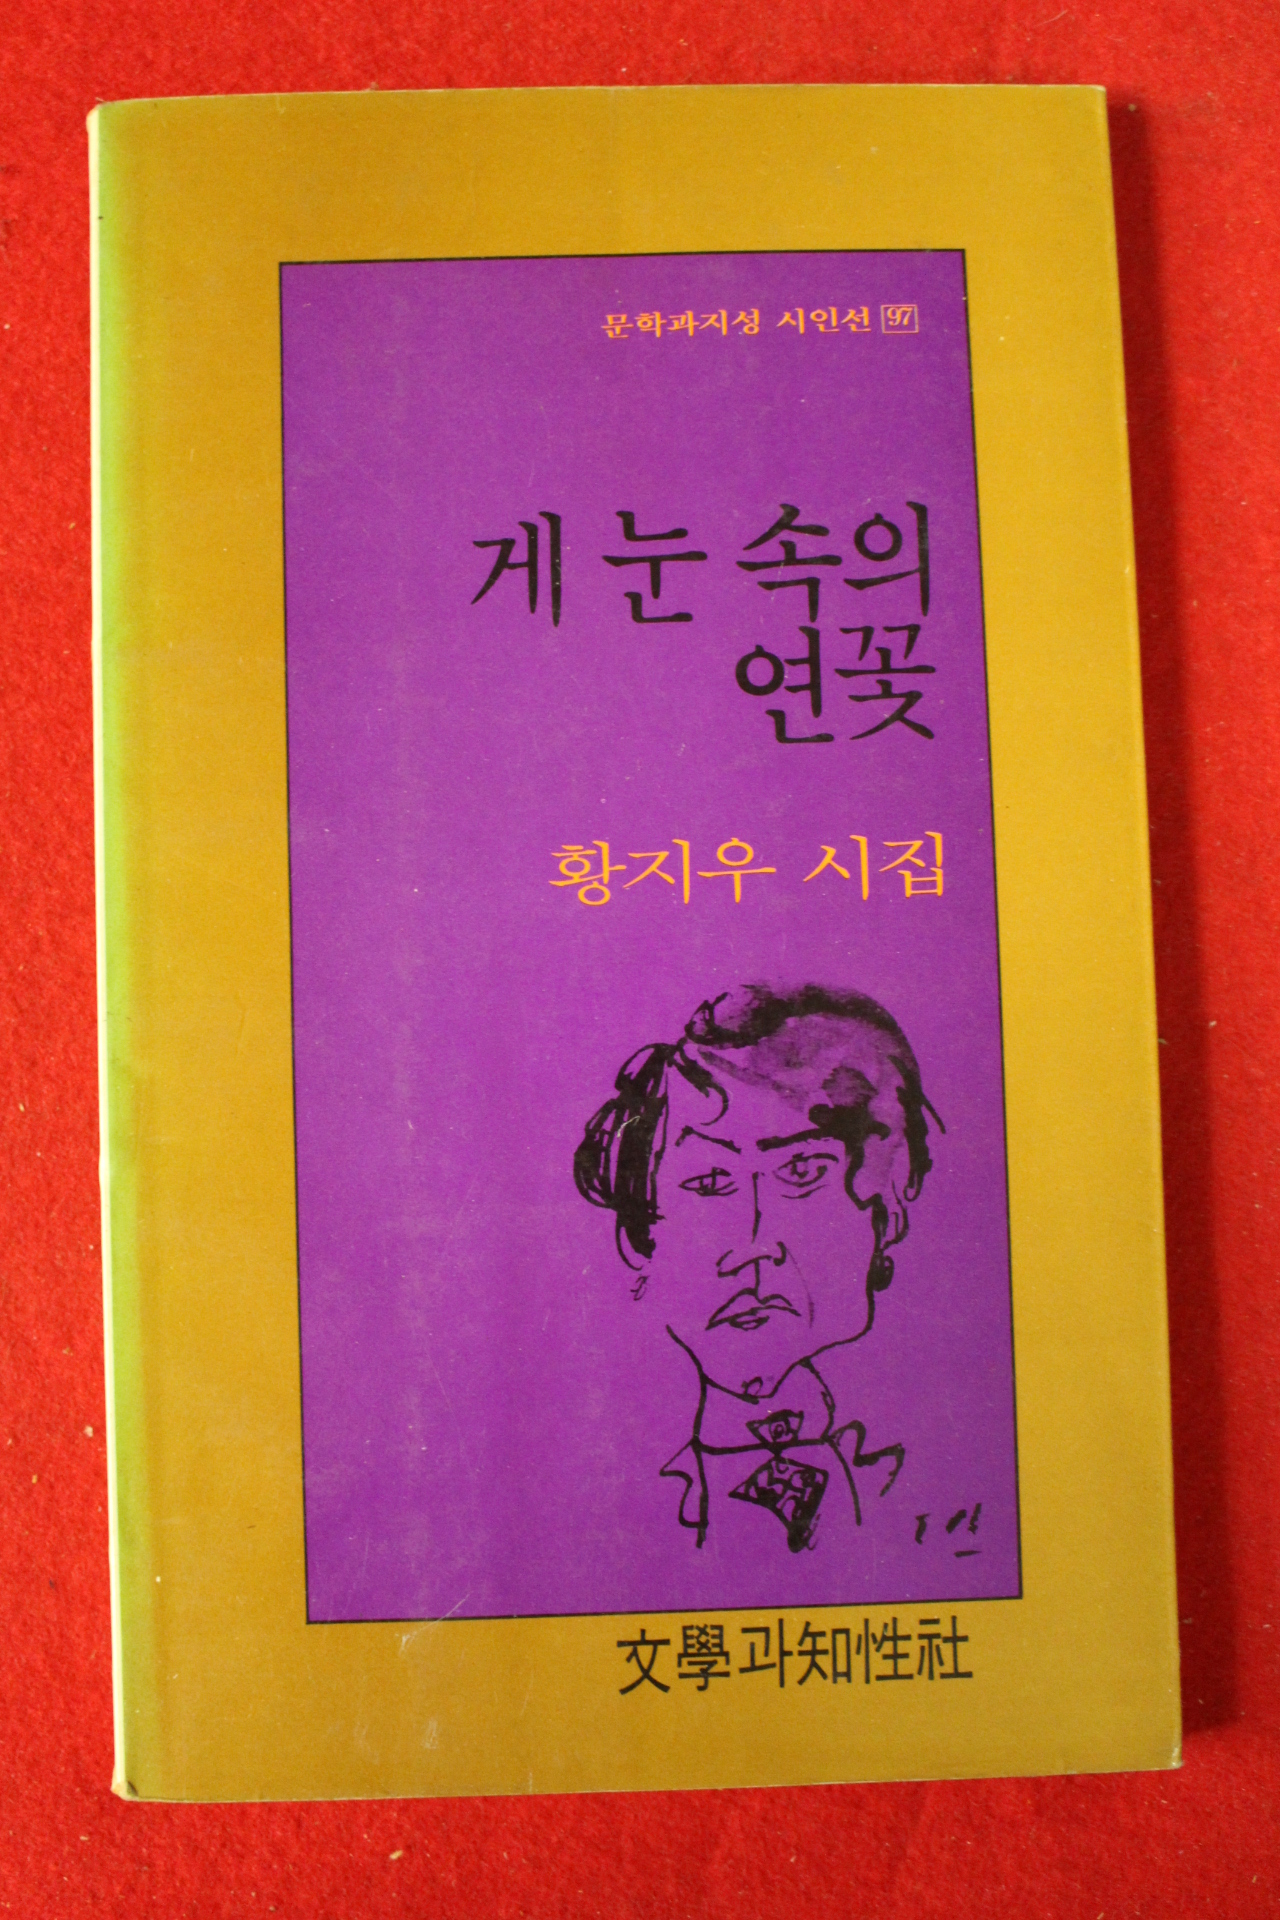 문학과지성 시인선 97
게 눈 속의
연꽃
황지우 시집
文學과知性社